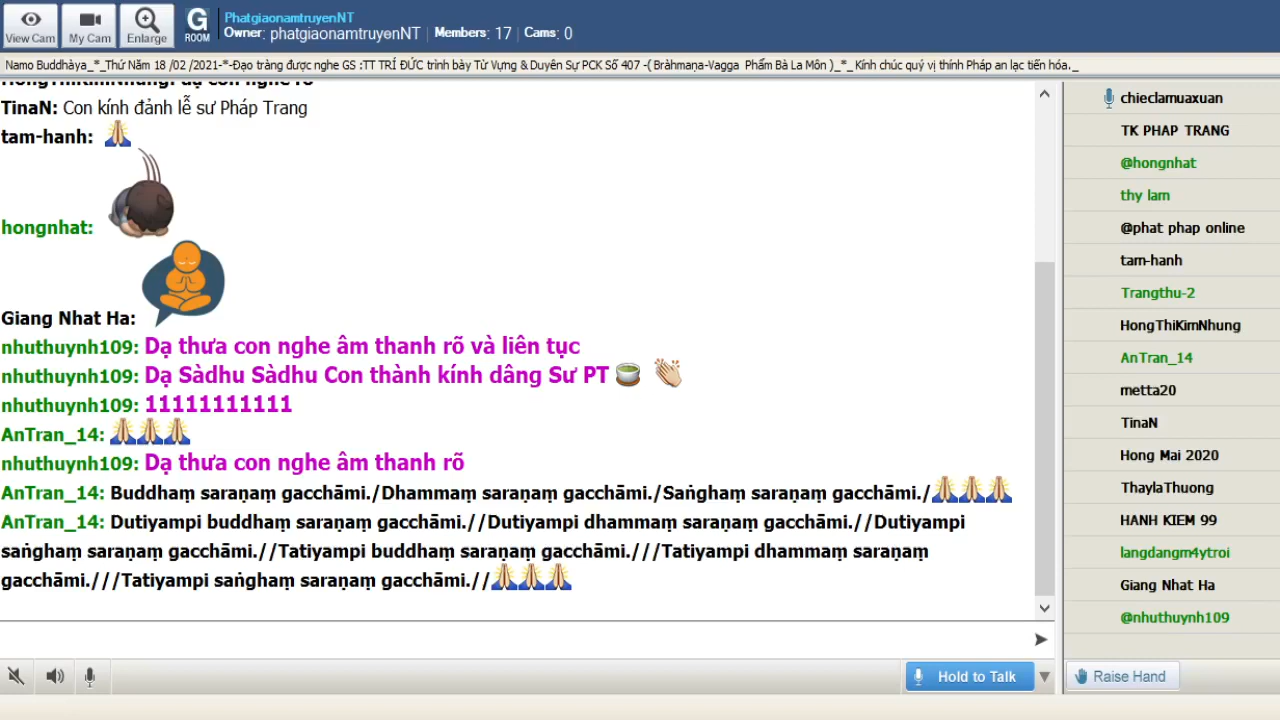 View Cam
My Cam
Enlarge
G
ROOM
PhatgiaonamtruyenNT
Owner: phatgiaonamtruyenNT | Members: 17 | Cams: 0
Namo Buddhàya_*_Thứ Năm 18 /02 /2021-*-Đạo tràng được nghe GS :TT TRÍ ĐỨC trình bày Từ Vựng & Duyên Sự PCK Số 407 -( Bràhmaṇa-Vagga Phẩm Bà La Môn )_*_ Kính chúc quý vị thính Pháp an lạc tiến hóa._
HongThiKimNhung: dạ con nghe rõ
TinaN: Con kính đảnh lễ sư Pháp Trang
tam-hanh:
hongnhat:
Giang Nhat Ha:
nhuthuynh109: Dạ thưa con nghe âm thanh rõ và liên tục
nhuthuynh109: Dạ Sàdhu Sàdhu Con thành kính dâng Sư PT
nhuthuynh109: 11111111111
AnTran_14:
nhuthuynh109: Dạ thưa con nghe âm thanh rõ
AnTran_14: Buddhaṃ saraṇaṃ gacchāmi./Dhammaṃ saraṇaṃ gacchāmi./Saṅghaṃ saraṇaṃ gacchāmi./
AnTran_14: Dutiyampi buddhaṃ saraṇaṃ gacchāmi.//Dutiyampi dhammaṃ saraṇaṃ gacchāmi.//Dutiyampi
saṅghaṃ saraṇaṃ gacchāmi.//Tatiyampi buddhaṃ saraṇaṃ gacchāmi.///Tatiyampi dhammaṃ saraṇaṃ
gacchāmi.///Tatiyampi saṅghaṃ saraṇaṃ gacchāmi.//
Hold to Talk
chieclamuaxuan
TK PHAP TRANG
@hongnhat
thy lam
@phat phap online
tam-hanh
Trangthu-2
HongThiKimNhung
AnTran_14
metta20
TinaN
Hong Mai 2020
ThaylaThuong
HANH KIEM 99
langdangm4ytroi
Giang Nhat Ha
@nhuthuynh109
Raise Hand